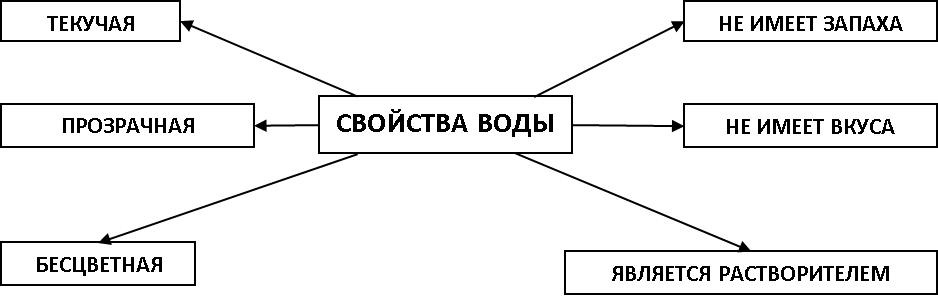 ТЕКУЧАЯ
НЕ ИМЕЕТ ЗАПАХА
ПРОЗРАЧНАЯ
СВОЙСТВА ВОДЫ
НЕ ИМЕЕТ ВКУСА
БЕСЦВЕТНАЯ
ЯВЛЯЕТСЯ РАСТВОРИТЕЛЕМ